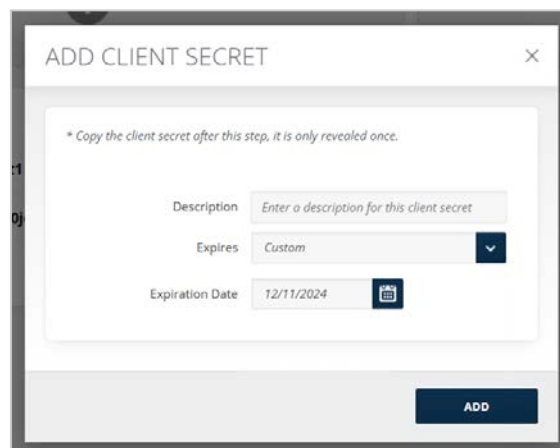 ADD CLIENT SECRET
* Copy the client secret after this step, it is only revealed once.
Description Enter a description for this client secret
Expires Custom
Expiration Date 12/11/2024
ADD